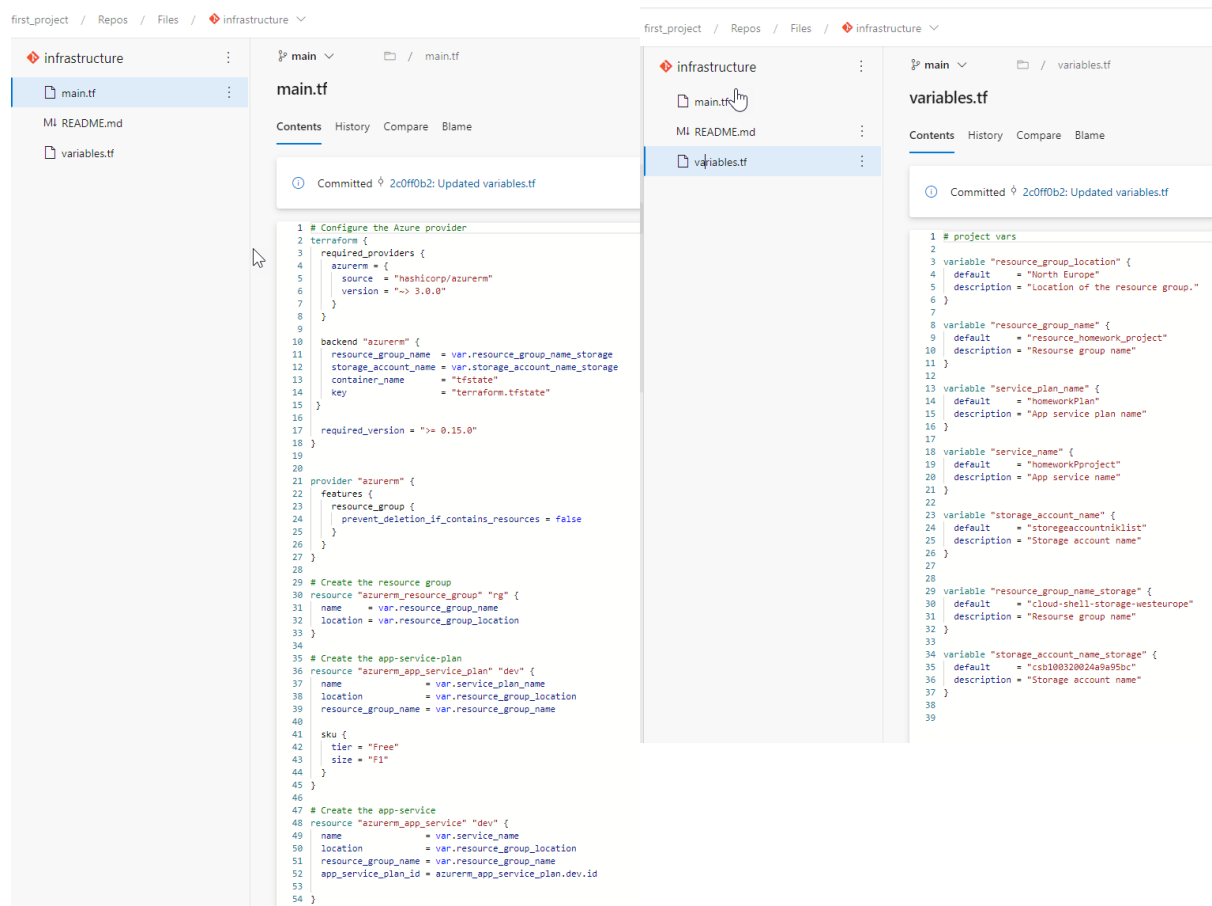 first_project / Repos / Files / infrastructure
infrastructure
main.tf
M↓ README.md
variables.tf
main / main.tf
main.tf
Contents History Compare Blame
Committed 2c0ff0b2: Updated variables.tf
1 # Configure the Azure provider
2 terraform {
3 required_providers {
4 azurerm = {
5 source = "hashicorp/azurerm"
6 version = "~> 3.0.0"
7 }
8 }
9
10 backend "azurerm" {
11 resource_group_name = var.resource_group_name_storage
12 storage_account_name = var.storage_account_name_storage
13 container_name = "tfstate"
14 key = "terraform.tfstate"
15 }
16
17 required_version = ">= 0.15.0"
18 }
19
20
21 provider "azurerm" {
22 features {
23 resource_group {
24 prevent_deletion_if_contains_resources = false
25 }
26 }
27 }
28
29 # Create the resource group
30 resource "azurerm_resource_group" "rg" {
31 name = var.resource_group_name
32 location = var.resource_group_location
33 }
34
35 # Create the app-service-plan
36 resource "azurerm_app_service_plan" "dev" {
37 name = var.service_plan_name
38 location = var.resource_group_location
39 resource_group_name = var.resource_group_name
40
41 sku {
42 tier = "Free"
43 size = "F1"
44 }
45 }
46
47 # Create the app-service
48 resource "azurerm_app_service" "dev" {
49 name = var.service_name
50 location = var.resource_group_location
51 resource_group_name = var.resource_group_name
52 app_service_plan_id = azurerm_app_service_plan.dev.id
53
54 }
first_project / Repos / Files / infrastructure
infrastructure
main.tf
M↓ README.md
variables.tf
main / variables.tf
variables.tf
Contents History Compare Blame
Committed 2c0ff0b2: Updated variables.tf
1 # project vars
2
3 variable "resource_group_location" {
4 default = "North Europe"
5 description = "Location of the resource group."
6 }
7
8 variable "resource_group_name" {
9 default = "resource_homework_project"
10 description = "Resourse group name"
11 }
12
13 variable "service_plan_name" {
14 default = "homeworkPlan"
15 description = "App service plan name"
16 }
17
18 variable "service_name" {
19 default = "homeworkPproject"
20 description = "App service name"
21 }
22
23 variable "storage_account_name" {
24 default = "storegeaccountniklist"
25 description = "Storage account name"
26 }
27
28
29 variable "resource_group_name_storage" {
30 default = "cloud-shell-storage-westeurope"
31 description = "Resourse group name"
32 }
33
34 variable "storage_account_name_storage" {
35 default = "csb100320024a9a95bc"
36 description = "Storage account name"
37 }
38
39